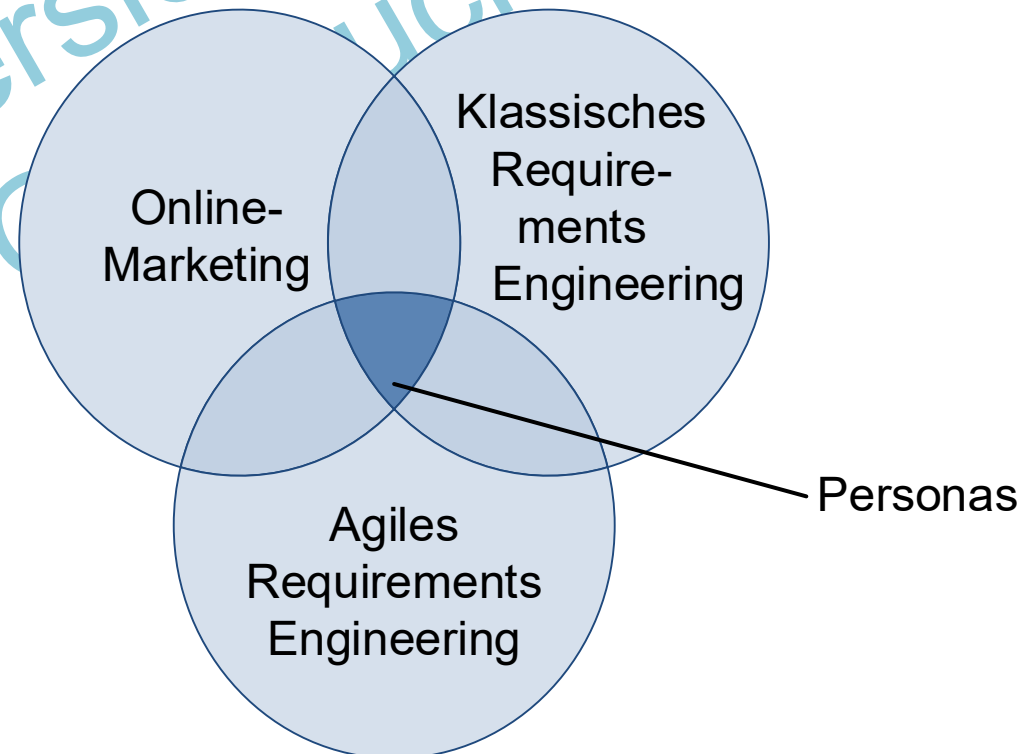 Online-
Marketing
Klassisches
Require-
ments
Engineering
Agiles
Requirements
Engineering
Personas